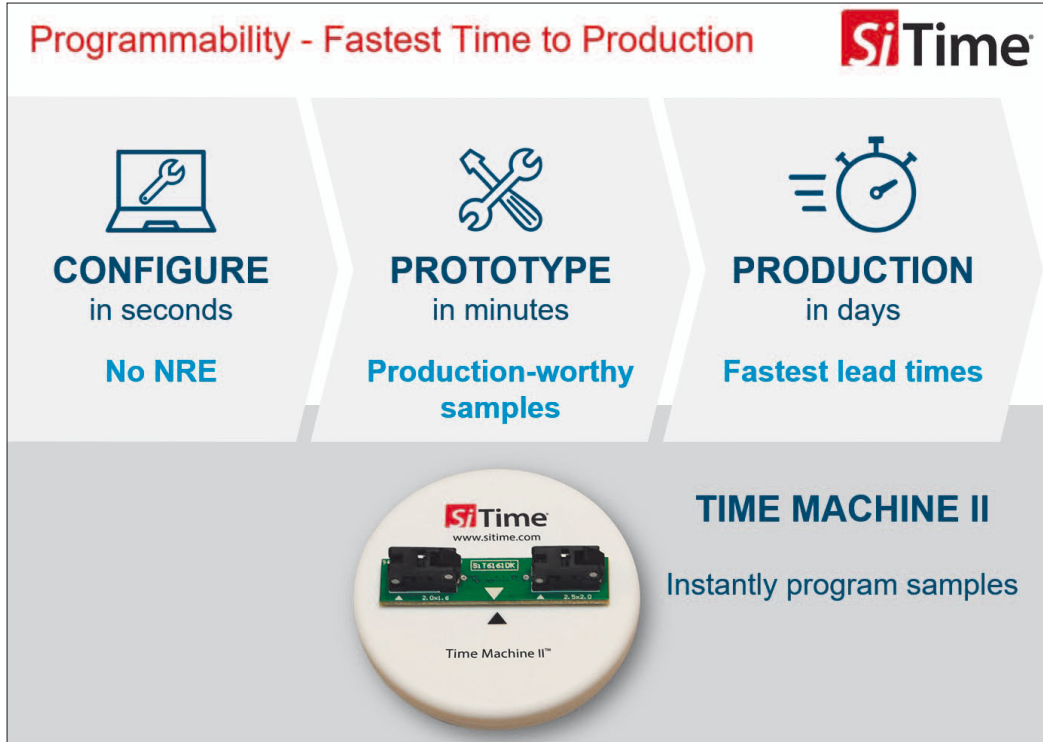 Programmability - Fastest Time to Production
SiTime
CONFIGURE
in seconds
No NRE
PROTOTYPE
in minutes
Production-worthy
samples
PRODUCTION
in days
Fastest lead times
SiTime
www.sitime.com
SiT6161DK
2.0x1.6
2.5x2.0
Time Machine II™
TIME MACHINE II
Instantly program samples